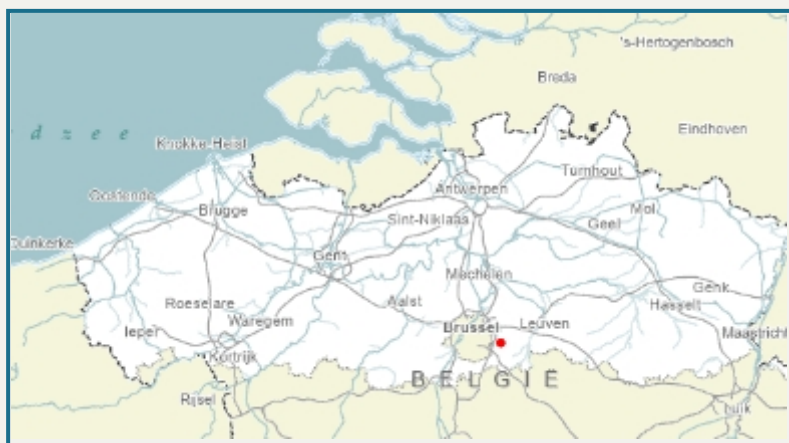 's-Hertogenbosch
Breda
Eindhoven
d z e e
Knokke-Heist
Turnhout
Oostende
Antwerpen
Brugge
Mol
Sint-Niklaas
Geel
Duinkerke
Gent
Mechelen
Genk
Roeselare
Aalst
Hasselt
Waregem
Brussel
Leuven
Ieper
Maastricht
Kortrijk
BELGIË
Rijsel
Luik